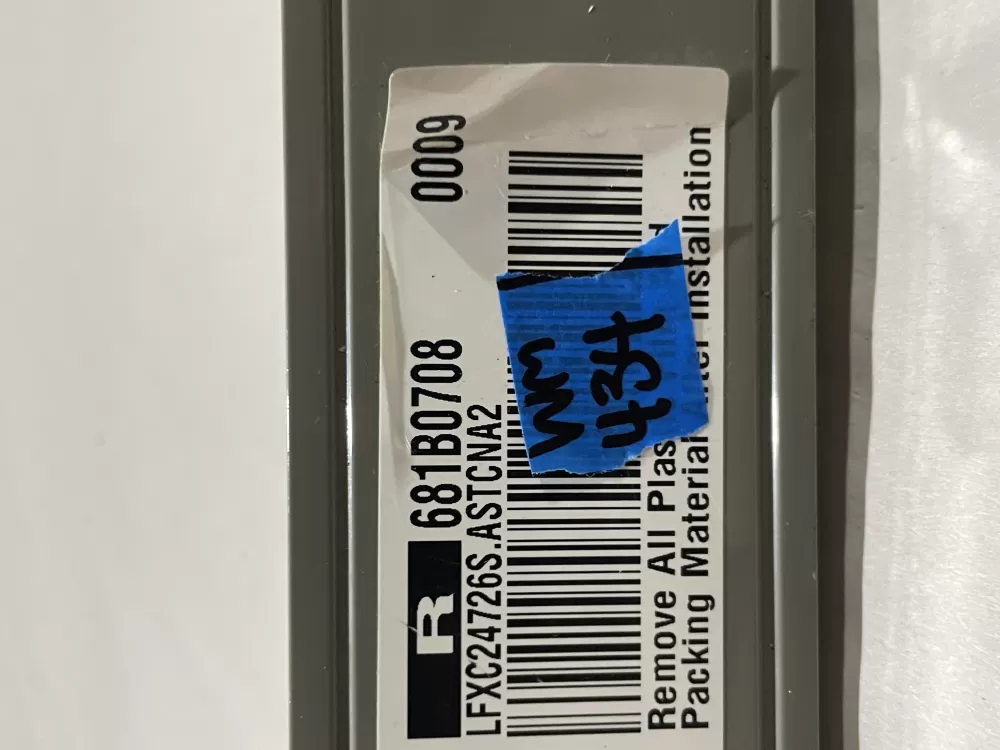 R 681B0708 0009
LFXC24726S.ASTCNA2
WM
434
Remove All Plas
Packing Material Installation